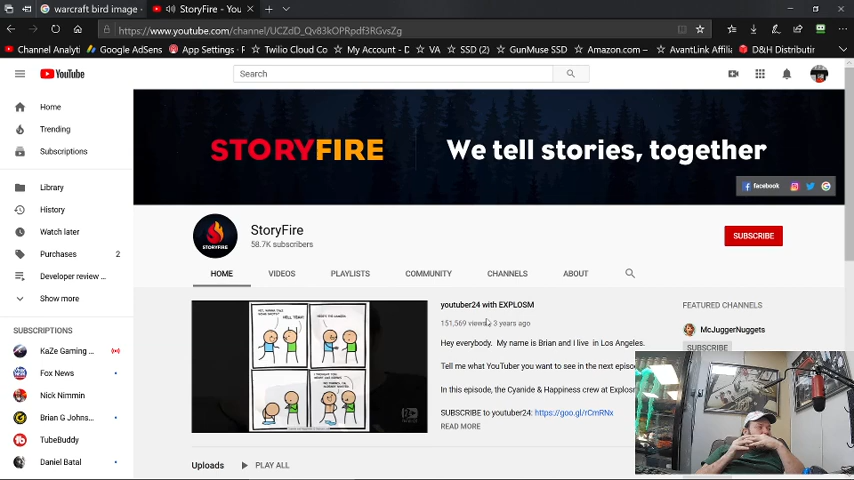 warcraft bird image
StoryFire - You
https://www.youtube.com/channel/UCZdD_Qv83kOPRpdf3RGvsZg
Channel Analyti
Google AdSens
App Settings - F
Twilio Cloud Co
My Account - D
VA
SSD (2)
GunMuse SSD
Amazon.com -
AvantLink Affilia
D&H Distributin
YouTube
Search
Home
Trending
Subscriptions
Library
History
Watch later
Purchases 2
Developer review ...
Show more
SUBSCRIPTIONS
KaZe Gaming ...
Fox News
Nick Nimmin
Brian G Johns...
TubeBuddy
Daniel Batal
STORYFIRE
We tell stories, together
facebook
STORYFIRE
StoryFire
58.7K subscribers
SUBSCRIBE
HOME
VIDEOS
PLAYLISTS
COMMUNITY
CHANNELS
ABOUT
HELL YEAH!
youtuber24 with EXPLOSM
151,569 views 3 years ago
Hey everybody. My name is Brian and I live in Los Angeles.
Tell me what YouTuber you want to see in the next episo
In this episode, the Cyanide & Happiness crew at Explosm
SUBSCRIBE to youtuber24: https://goo.gl/rCmRNx
READ MORE
FEATURED CHANNELS
McJuggerNuggets
SUBSCRIBE
Uploads
PLAY ALL